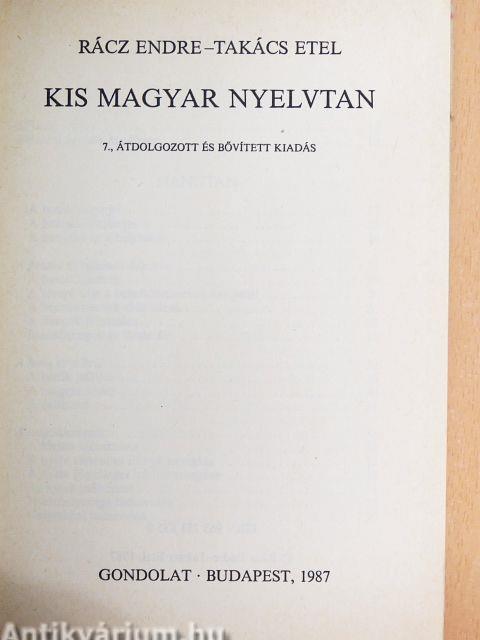 RÁCZ ENDRE–TAKÁCS ETEL
KIS MAGYAR NYELVTAN
7., ÁTDOLGOZOTT ÉS BŐVÍTETT KIADÁS
GONDOLAT · BUDAPEST, 1987
Antikvárium.hu